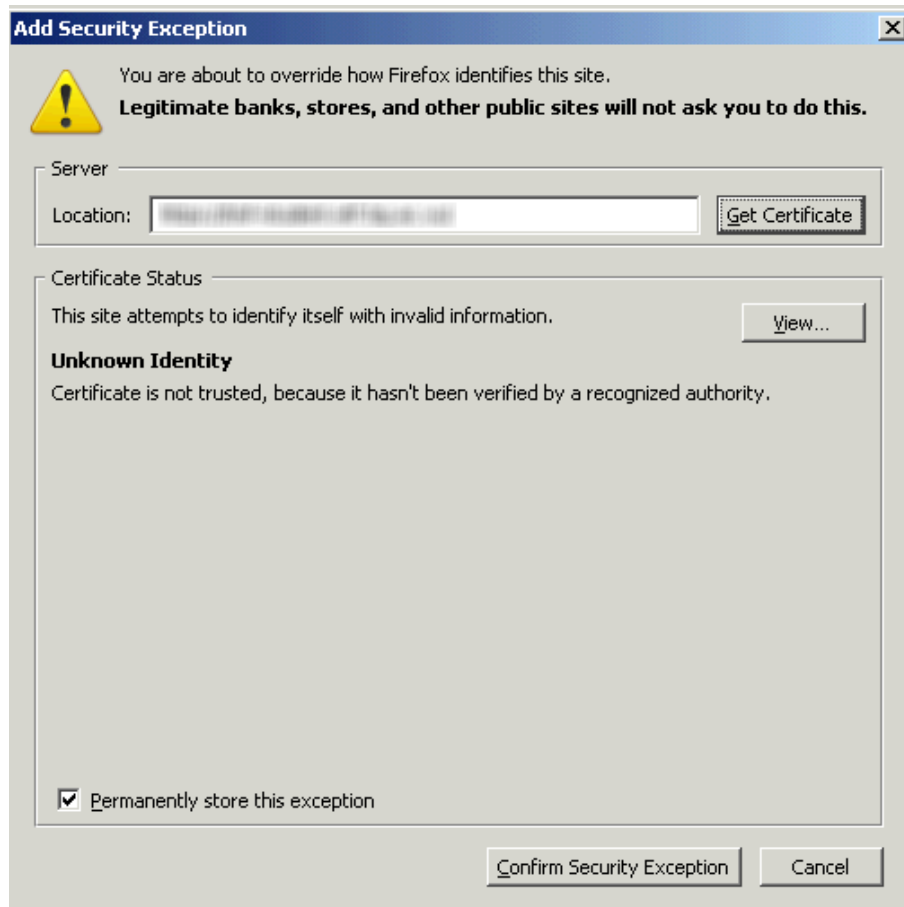 Add Security Exception
You are about to override how Firefox identifies this site.
Legitimate banks, stores, and other public sites will not ask you to do this.
Server
Location:
Get Certificate
Certificate Status
This site attempts to identify itself with invalid information.
View...
Unknown Identity
Certificate is not trusted, because it hasn't been verified by a recognized authority.
Permanently store this exception
Confirm Security Exception
Cancel